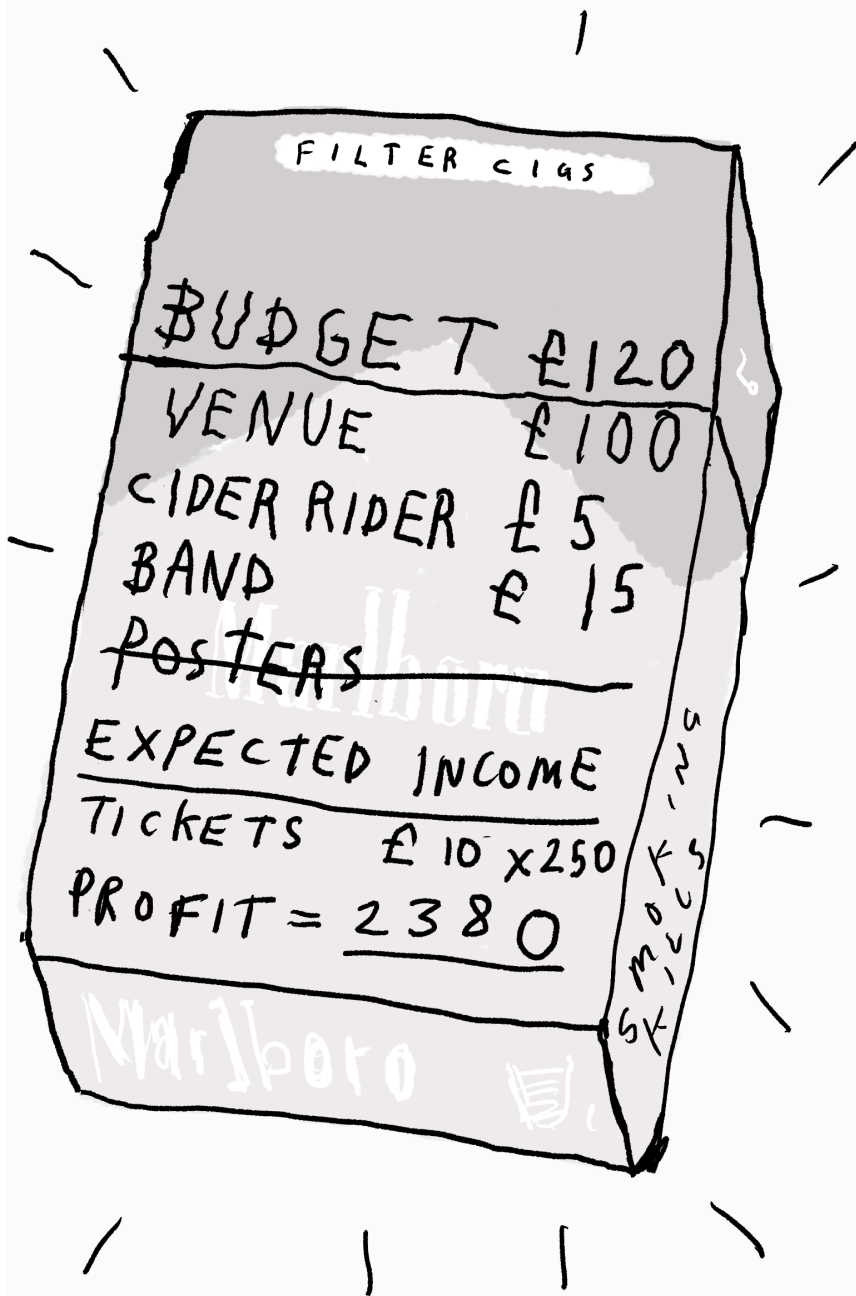 FILTER CIGS
BUDGET £120
VENUE £100
CIDER RIDER £5
BAND £15
POSTERS
EXPECTED INCOME
TICKETS £10 x250
PROFIT = 2380
Marlboro
Marlboro
SMOKING
KILLS